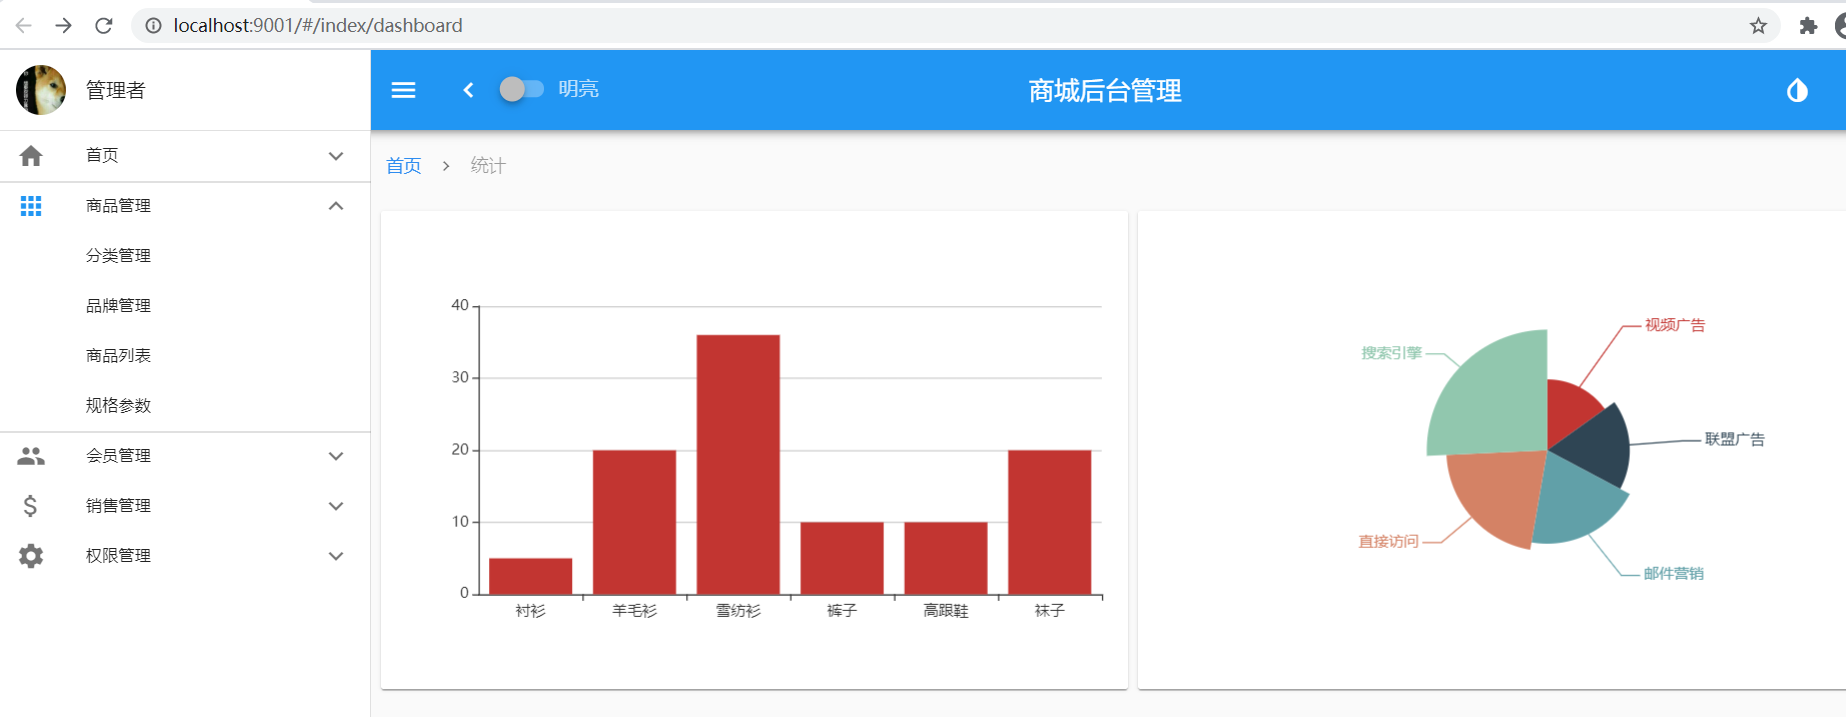 localhost:9001/#/index/dashboard
管理者
明亮
商城后台管理
首页
商品管理
分类管理
品牌管理
商品列表
规格参数
会员管理
销售管理
权限管理
首页 > 统计
40
30
20
10
0
衬衫 羊毛衫 雪纺衫 裤子 高跟鞋 袜子
视频广告
搜索引擎
联盟广告
直接访问
邮件营销